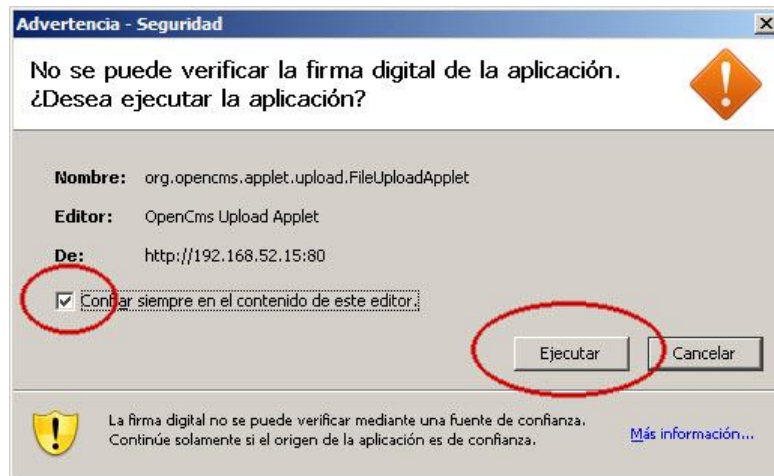 Advertencia - Seguridad
No se puede verificar la firma digital de la aplicación.
¿Desea ejecutar la aplicación?
Nombre: org.opencms.applet.upload.FileUploadApplet
Editor: OpenCms Upload Applet
De: http://192.168.52.15:80
Confiar siempre en el contenido de este editor.
Ejecutar Cancelar
La firma digital no se puede verificar mediante una fuente de confianza.
Continúe solamente si el origen de la aplicación es de confianza.
Más información...